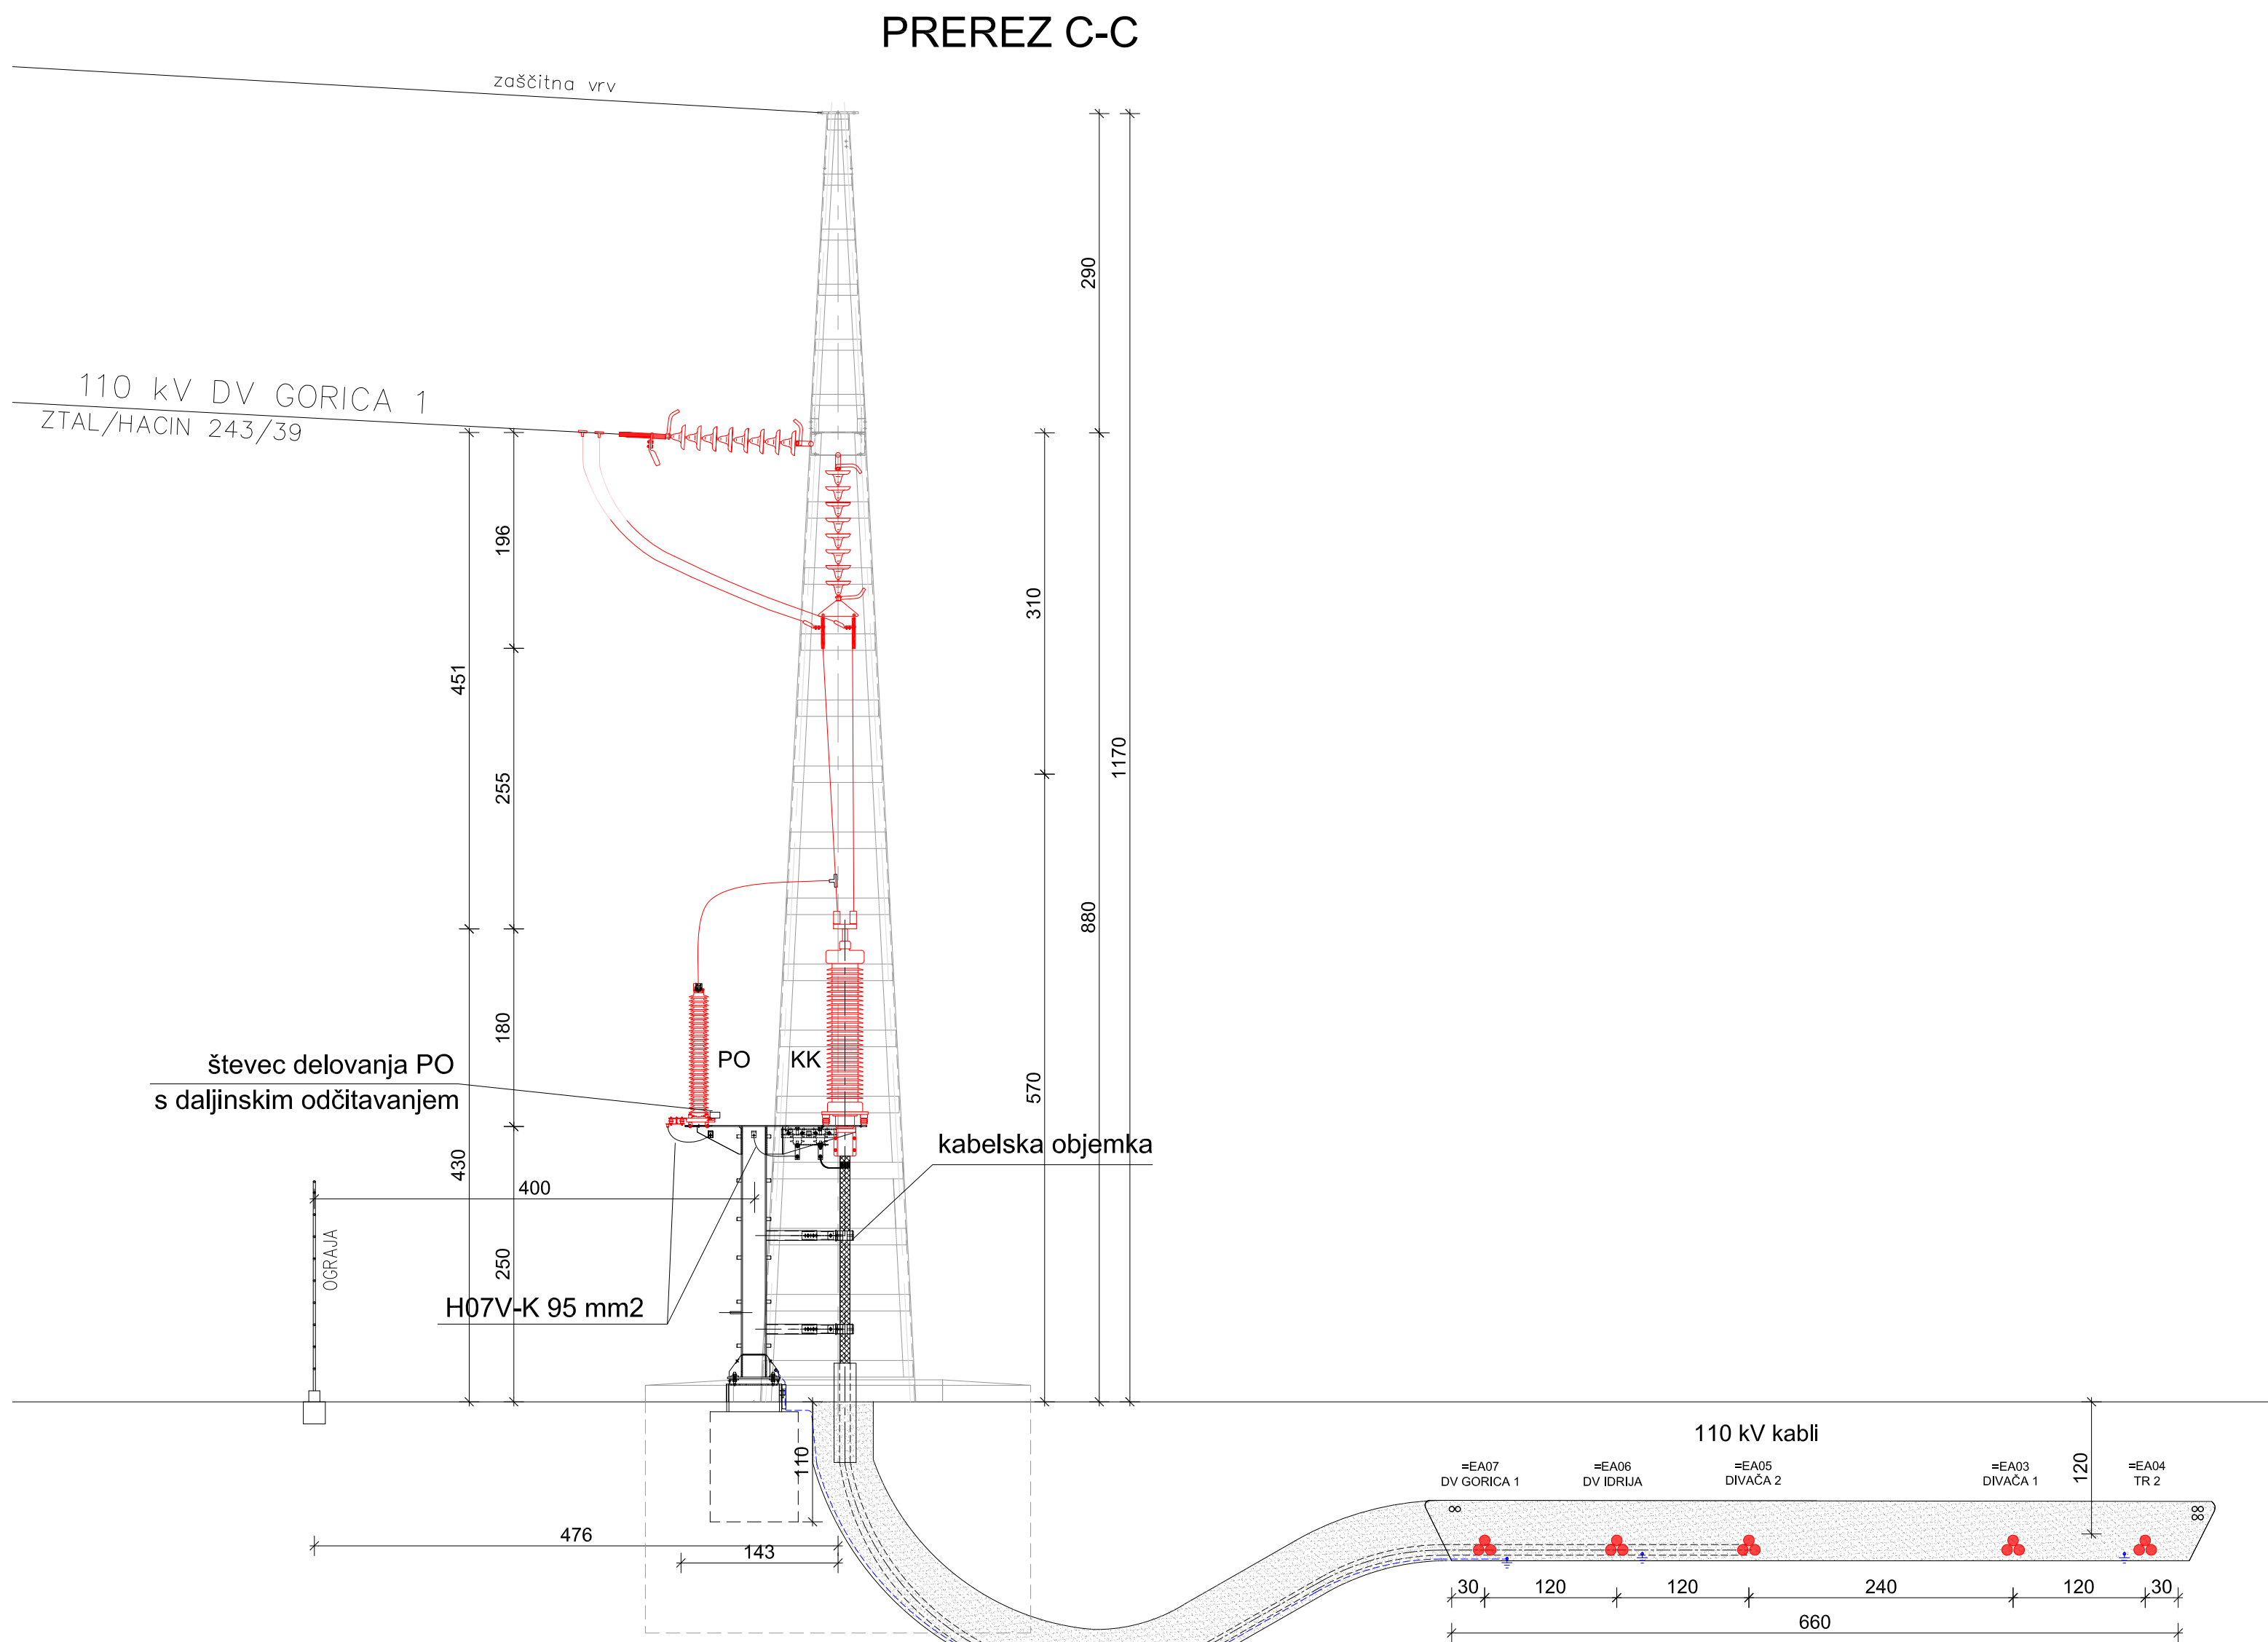 PREREZ C-C
zaščitna vrv
110 kV DV GORICA 1
ZTAL/HACIN 243/39
290
196
310
451
1170
255
880
180
PO
KK
števec delovanja PO
s daljinskim odčitavanjem
570
kabelska objemka
430
400
OGRAJA
250
H07V-K 95 mm2
110 kV kabli
110
120
=EA07
DV GORICA 1
=EA06
DV IDRIJA
=EA05
DIVAČA 2
=EA03
DIVAČA 1
=EA04
TR 2
476
143
30
120
120
240
120
30
660